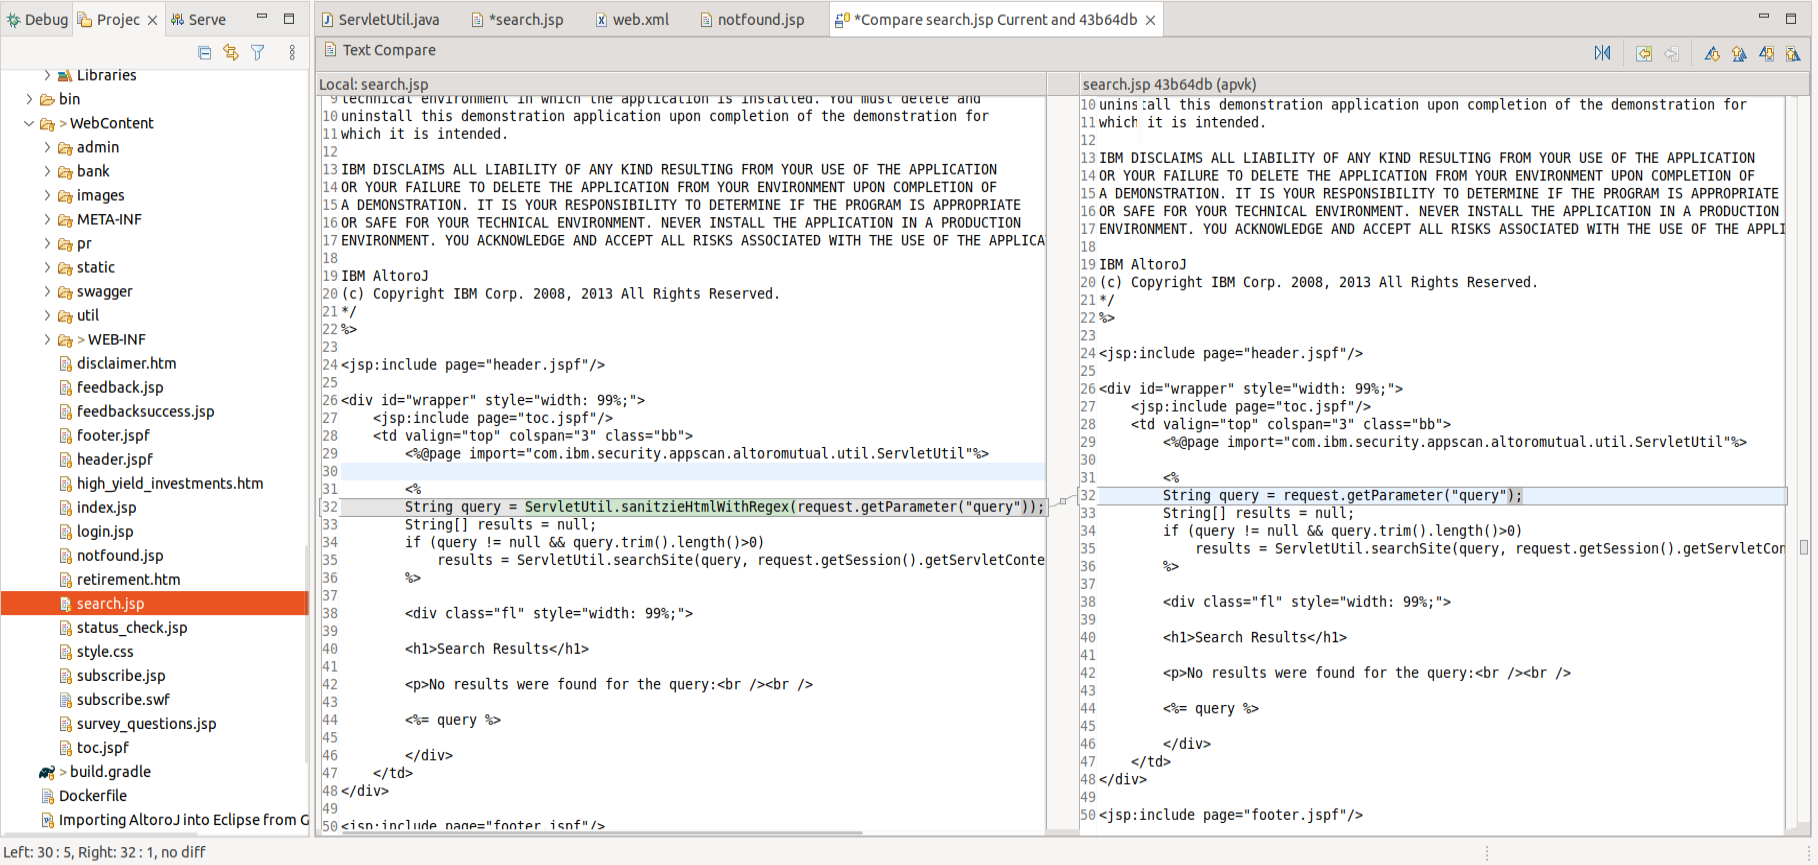 Debug Projec Serve
Libraries
> bin
> WebContent
admin
bank
images
META-INF
pr
static
swagger
util
> WEB-INF
disclaimer.htm
feedback.jsp
feedbacksuccess.jsp
footer.jspf
header.jspf
high_yield_investments.htm
index.jsp
login.jsp
notfound.jsp
retirement.htm
search.jsp
status_check.jsp
style.css
subscribe.jsp
subscribe.swf
survey_questions.jsp
toc.jspf
> build.gradle
Dockerfile
Importing AltoroJ into Eclipse from G
ServletUtil.java *search.jsp web.xml notfound.jsp *Compare search.jsp Current and 43b64db
Text Compare
Local: search.jsp
9 technical environment in which the application is installed. You must delete and
10 uninstall this demonstration application upon completion of the demonstration for
11 which it is intended.
12
13 IBM DISCLAIMS ALL LIABILITY OF ANY KIND RESULTING FROM YOUR USE OF THE APPLICATION
14 OR YOUR FAILURE TO DELETE THE APPLICATION FROM YOUR ENVIRONMENT UPON COMPLETION OF
15 A DEMONSTRATION. IT IS YOUR RESPONSIBILITY TO DETERMINE IF THE PROGRAM IS APPROPRIATE
16 OR SAFE FOR YOUR TECHNICAL ENVIRONMENT. NEVER INSTALL THE APPLICATION IN A PRODUCTION
17 ENVIRONMENT. YOU ACKNOWLEDGE AND ACCEPT ALL RISKS ASSOCIATED WITH THE USE OF THE APPLICA
18
19 IBM AltoroJ
20 (c) Copyright IBM Corp. 2008, 2013 All Rights Reserved.
21 */
22 %>
23
24 <jsp:include page="header.jspf"/>
25
26 <div id="wrapper" style="width: 99%;">
27 <jsp:include page="toc.jspf"/>
28 <td valign="top" colspan="3" class="bb">
29 <%@page import="com.ibm.security.appscan.altoromutual.util.ServletUtil"%>
30
31 <%
32 String query = ServletUtil.sanitzieHtmlWithRegex(request.getParameter("query"));
33 String[] results = null;
34 if (query != null && query.trim().length()>0)
35 results = ServletUtil.searchSite(query, request.getSession().getServletConte
36 %>
37
38 <div class="fl" style="width: 99%;">
39
40 <h1>Search Results</h1>
41
42 <p>No results were found for the query:<br /><br />
43
44 <%= query %>
45
46 </div>
47 </td>
48 </div>
49
50 <jsp:include page="footer.jspf"/>
search.jsp 43b64db (apvk)
10 uninstall this demonstration application upon completion of the demonstration for
11 which it is intended.
12
13 IBM DISCLAIMS ALL LIABILITY OF ANY KIND RESULTING FROM YOUR USE OF THE APPLICATION
14 OR YOUR FAILURE TO DELETE THE APPLICATION FROM YOUR ENVIRONMENT UPON COMPLETION OF
15 A DEMONSTRATION. IT IS YOUR RESPONSIBILITY TO DETERMINE IF THE PROGRAM IS APPROPRIATE
16 OR SAFE FOR YOUR TECHNICAL ENVIRONMENT. NEVER INSTALL THE APPLICATION IN A PRODUCTION
17 ENVIRONMENT. YOU ACKNOWLEDGE AND ACCEPT ALL RISKS ASSOCIATED WITH THE USE OF THE APPLI
18
19 IBM AltoroJ
20 (c) Copyright IBM Corp. 2008, 2013 All Rights Reserved.
21 */
22 %>
23
24 <jsp:include page="header.jspf"/>
25
26 <div id="wrapper" style="width: 99%;">
27 <jsp:include page="toc.jspf"/>
28 <td valign="top" colspan="3" class="bb">
29 <%@page import="com.ibm.security.appscan.altoromutual.util.ServletUtil"%>
30
31 <%
32 String query = request.getParameter("query");
33 String[] results = null;
34 if (query != null && query.trim().length()>0)
35 results = ServletUtil.searchSite(query, request.getSession().getServletCon
36 %>
37
38 <div class="fl" style="width: 99%;">
39
40 <h1>Search Results</h1>
41
42 <p>No results were found for the query:<br /><br />
43
44 <%= query %>
45
46 </div>
47 </td>
48 </div>
49
50 <jsp:include page="footer.jspf"/>
Left: 30 : 5, Right: 32 : 1, no diff